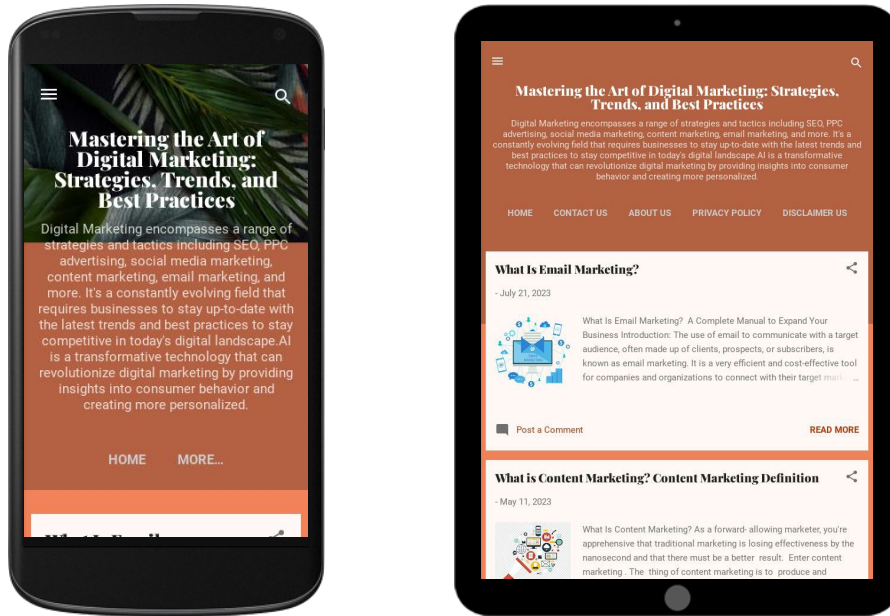 Mastering the Art of
Digital Marketing:
Strategies, Trends, and
Best Practices
Digital Marketing encompasses a range of
strategies and tactics including SEO, PPC
advertising, social media marketing,
content marketing, email marketing, and
more. It's a constantly evolving field that
requires businesses to stay up-to-date with
the latest trends and best practices to stay
competitive in today's digital landscape.AI
is a transformative technology that can
revolutionize digital marketing by providing
insights into consumer behavior and
creating more personalized.
HOME MORE…
What Is Email
Mastering the Art of Digital Marketing: Strategies,
Trends, and Best Practices
Digital Marketing encompasses a range of strategies and tactics including SEO, PPC
advertising, social media marketing, content marketing, email marketing, and more. It's a
constantly evolving field that requires businesses to stay up-to-date with the latest trends and
best practices to stay competitive in today's digital landscape.AI is a transformative
technology that can revolutionize digital marketing by providing insights into consumer
behavior and creating more personalized.
HOME CONTACT US ABOUT US PRIVACY POLICY DISCLAIMER US
What Is Email Marketing?
- July 21, 2023
What Is Email Marketing? A Complete Manual to Expand Your
Business Introduction: The use of email to communicate with a target
audience, often made up of clients, prospects, or subscribers, is
known as email marketing. It is a very efficient and cost-effective tool
for companies and organizations to connect with their target …
Post a Comment READ MORE
What is Content Marketing? Content Marketing Definition
- May 11, 2023
What Is Content Marketing? As a forward- allowing marketer, you're
apprehensive that traditional marketing is losing effectiveness by the
nanosecond and that there must be a better result. Enter content
marketing . The thing of content marketing is to produce and